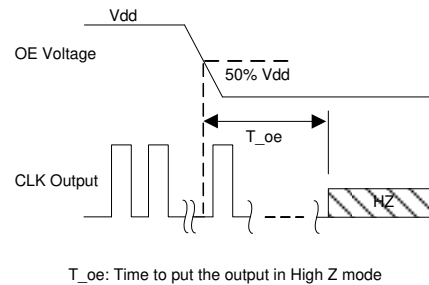 Vdd
OE Voltage
50% Vdd
T_oe
CLK Output
HZ
T_oe: Time to put the output in High Z mode